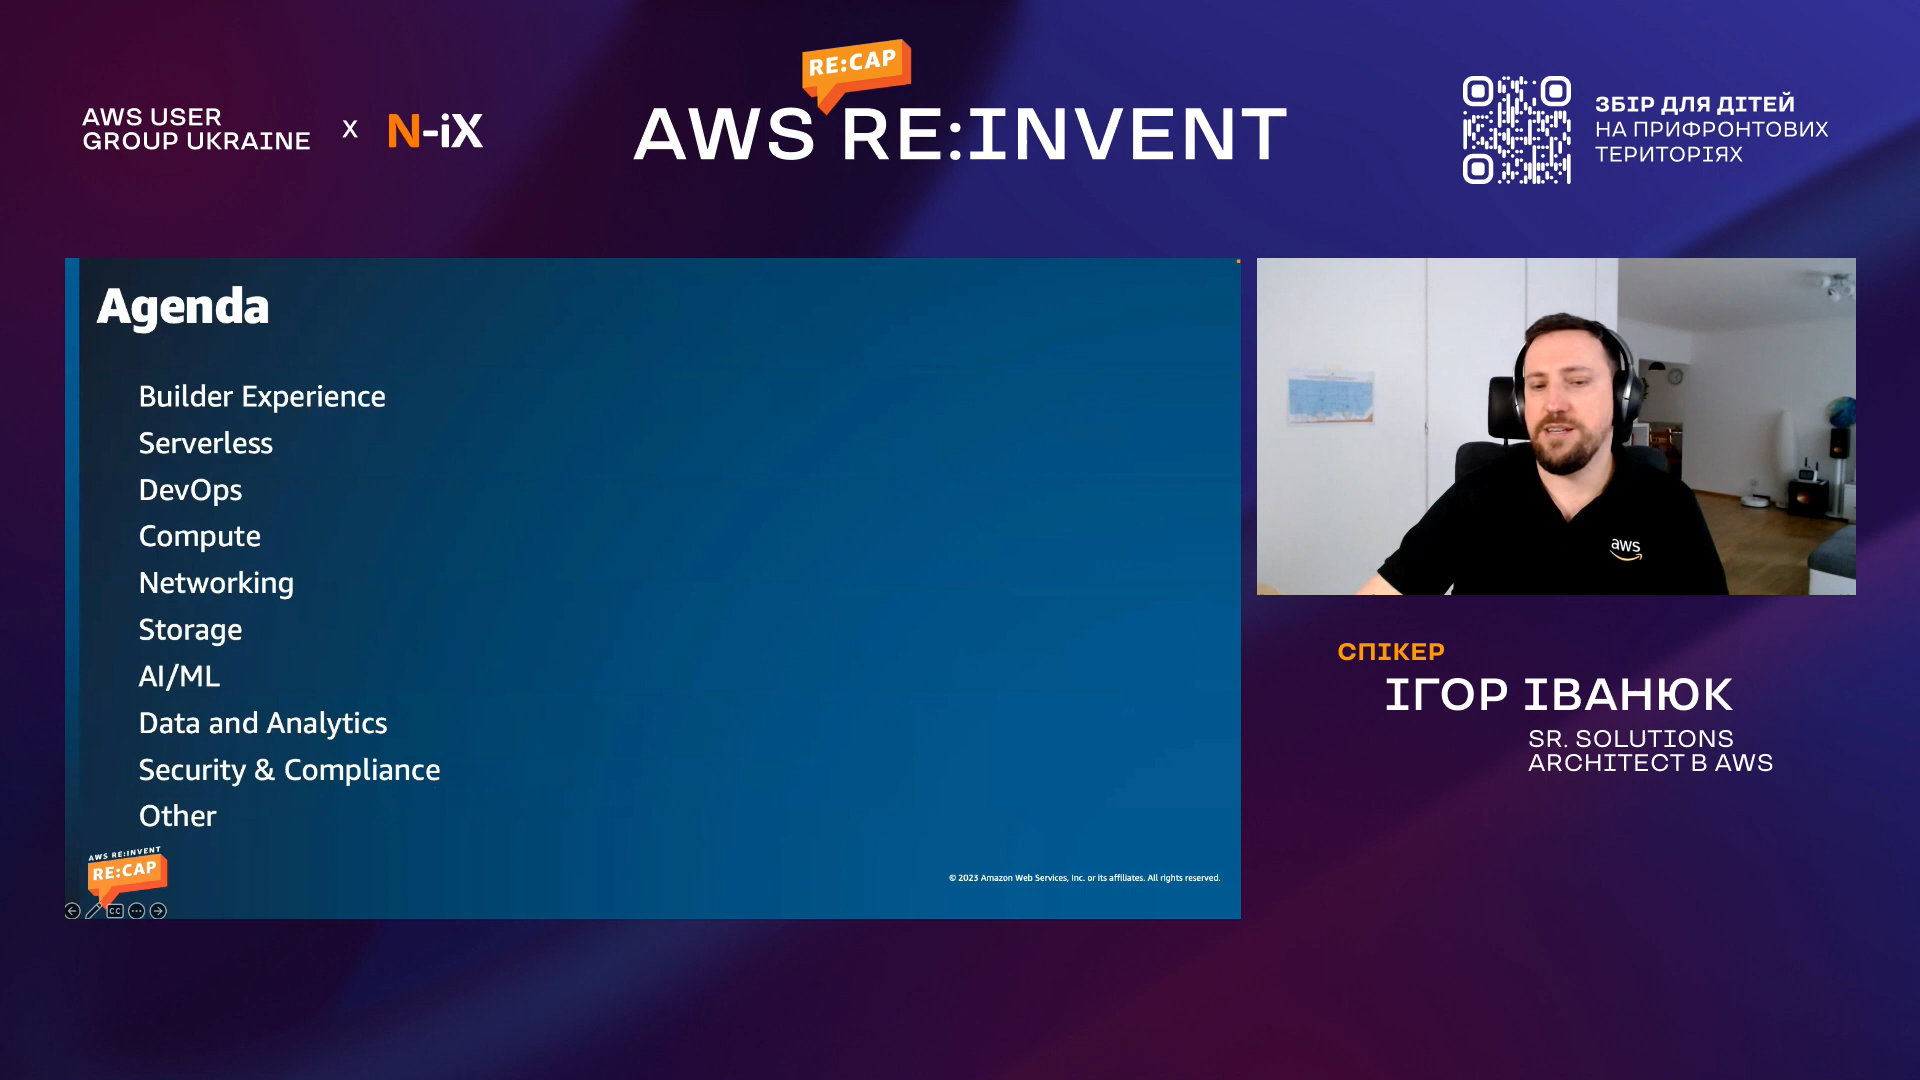 AWS USER
GROUP UKRAINE
X
N-iX
RE:CAP
AWS RE:INVENT
ЗБІР ДЛЯ ДІТЕЙ
НА ПРИФРОНТОВИХ
ТЕРИТОРІЯХ
Agenda
Builder Experience
Serverless
DevOps
Compute
Networking
Storage
AI/ML
Data and Analytics
Security & Compliance
Other
AWS RE:INVENT
RE:CAP
CC
© 2023 Amazon Web Services, Inc. or its affiliates. All rights reserved.
aws
СПІКЕР
ІГОР ІВАНЮК
SR. SOLUTIONS
ARCHITECT В AWS